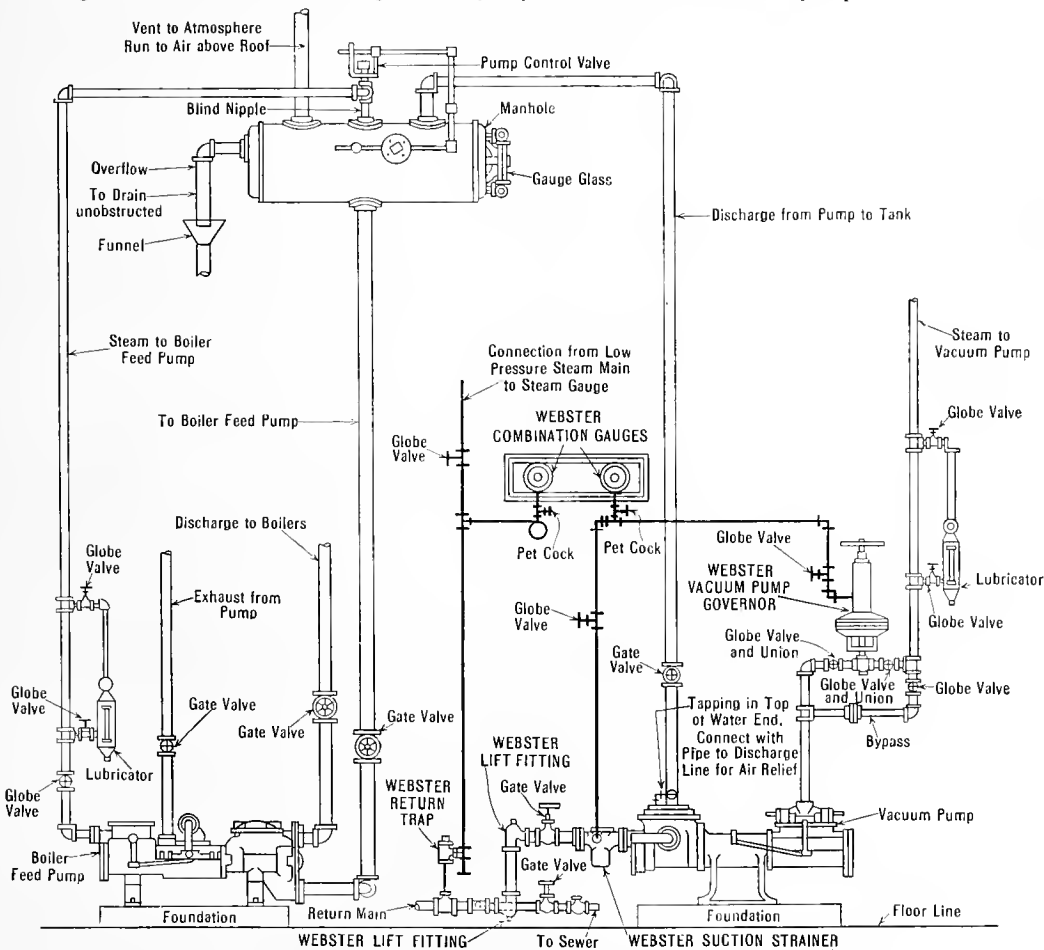 Vent to Atmosphere
Run to Air above Roof
Pump Control Valve
Blind Nipple
Manhole
Overflow
Gauge Glass
To Drain
unobstructed
Discharge from Pump to Tank
Funnel
Steam to Boiler
Feed Pump
Steam to
Vacuum Pump
Connection from Low
Pressure Steam Main
to Steam Gauge
To Boiler Feed Pump
WEBSTER
COMBINATION GAUGES
Globe Valve
Globe
Valve
Discharge to Boilers
Pet Cock
Pet Cock
Globe Valve
Globe
Valve
Exhaust from
Pump
WEBSTER
VACUUM PUMP
GOVERNOR
Lubricator
Globe
Valve
Globe Valve
Globe Valve
and Union
Gate
Valve
Globe Valve
and Union
Globe Valve
Globe
Valve
Gate Valve
Gate Valve
Gate Valve
Tapping in Top
of Water End,
Connect with
Pipe to Discharge
Line for Air Relief
Bypass
WEBSTER
LIFT FITTING
Lubricator
Globe
Valve
WEBSTER
RETURN
TRAP
Gate Valve
Vacuum Pump
Boiler
Feed Pump
Gate Valve
Return Main
Foundation
Foundation
Floor Line
WEBSTER LIFT FITTING
To Sewer
WEBSTER SUCTION STRAINER